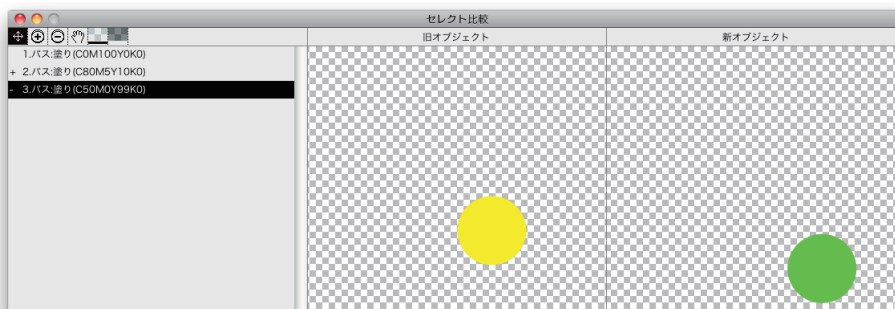 セレクト比較
旧オブジェクト
新オブジェクト
1.パス:塗り(C0M100Y0K0)
+ 2.パス:塗り(C80M5Y10K0)
- 3.パス:塗り(C50M0Y99K0)